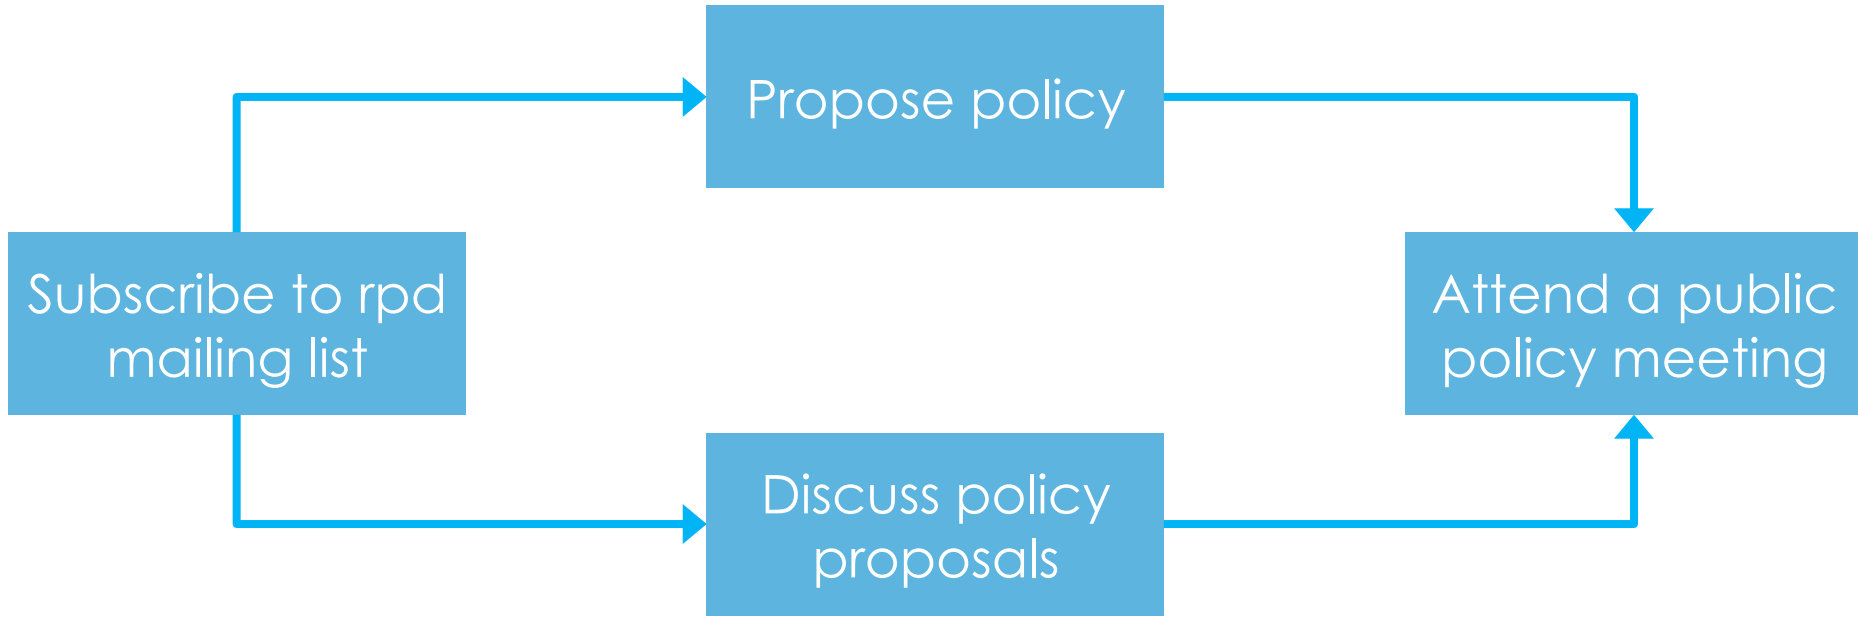 Propose policy
Subscribe to rpd
mailing list
Attend a public
policy meeting
Discuss policy
proposals